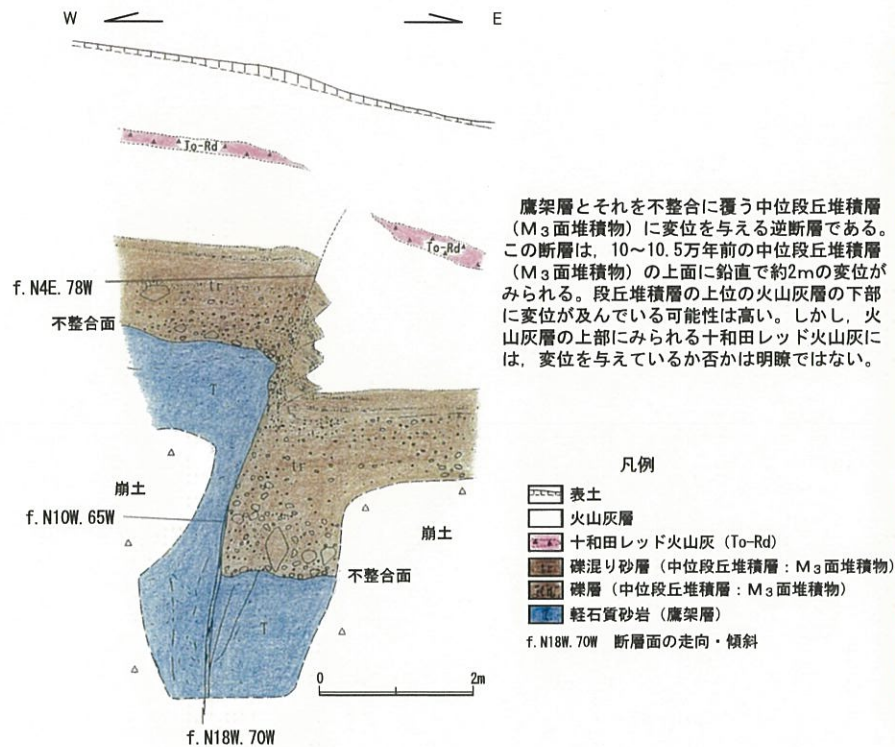 W E
To-Rd
To-Rd
鷹架層とそれを不整合に覆う中位段丘堆積層
（M₃面堆積物）に変位を与える逆断層である。
この断層は，10～10.5万年前の中位段丘堆積層
（M₃面堆積物）の上面に鉛直で約2mの変位が
みられる。段丘堆積層の上位の火山灰層の下部
に変位が及んでいる可能性は高い。しかし，火
山灰層の上部にみられる十和田レッド火山灰に
は，変位を与えているか否かは明瞭ではない。
f.N4E.78W
tr
不整合面
T
tr
崩土
f.N10W.65W
崩土
不整合面
T
0 2m
f.N18W.70W
凡例
表土
火山灰層
十和田レッド火山灰（To-Rd）
礫混り砂層（中位段丘堆積層：M₃面堆積物）
礫層（中位段丘堆積層：M₃面堆積物）
軽石質砂岩（鷹架層）
f.N18W.70W 断層面の走向・傾斜